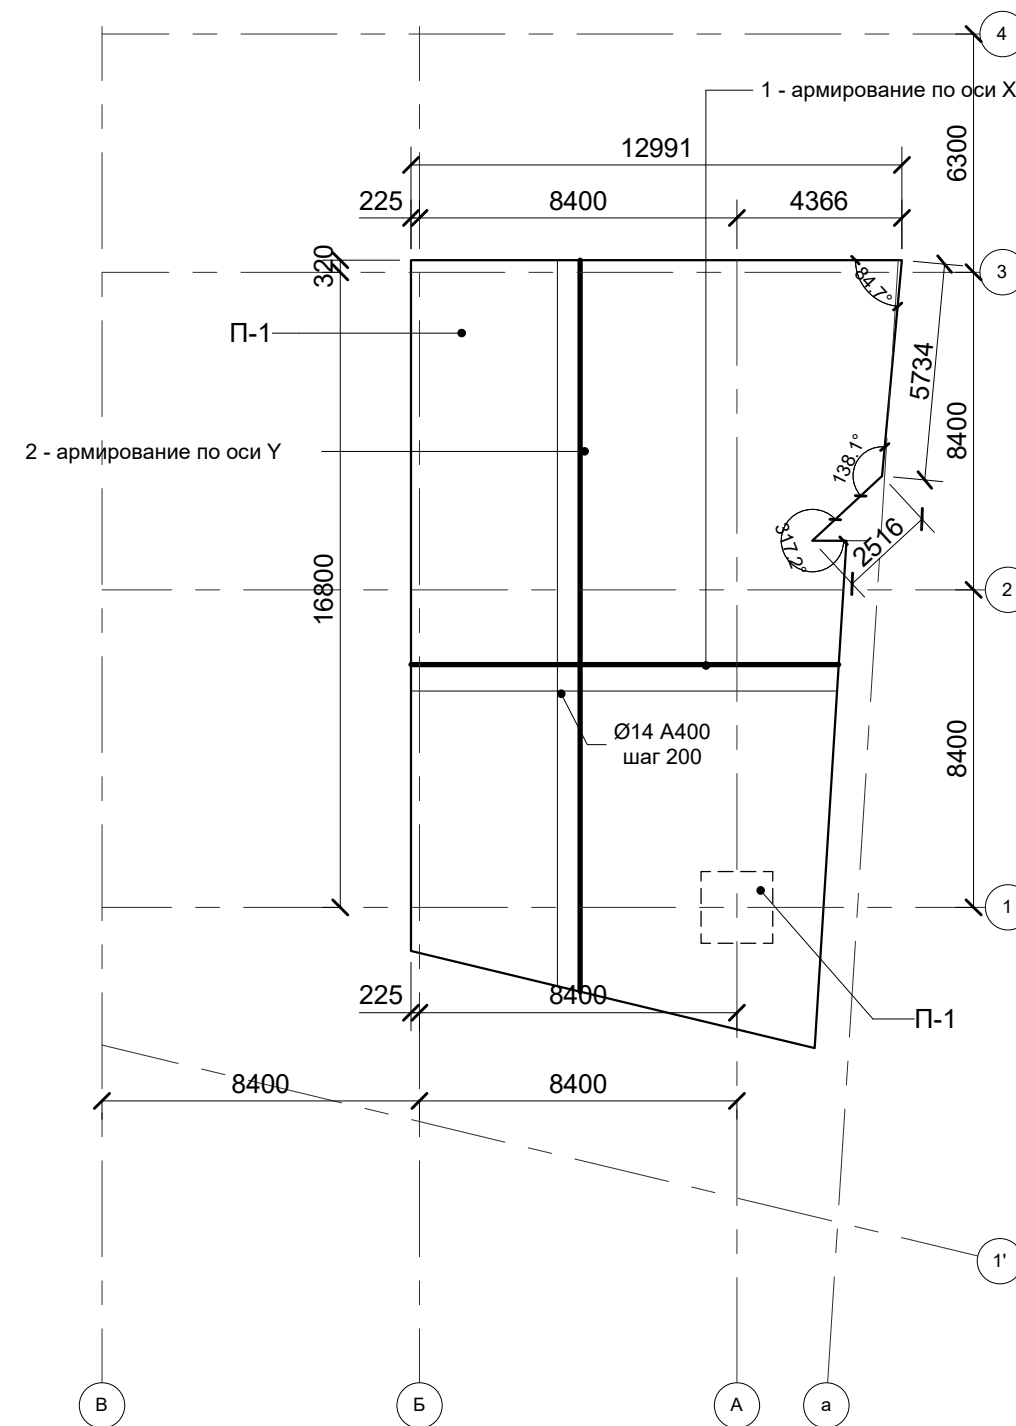 4
1 - армирование по оси X
6300
12991
225
8400
4366
320
3
84.7°
П-1
5734
8400
2 - армирование по оси Y
138.1°
317.2°
2516
16800
2
Ø14 А400
шаг 200
8400
1
225
8400
П-1
8400
8400
1'
В
Б
А
а